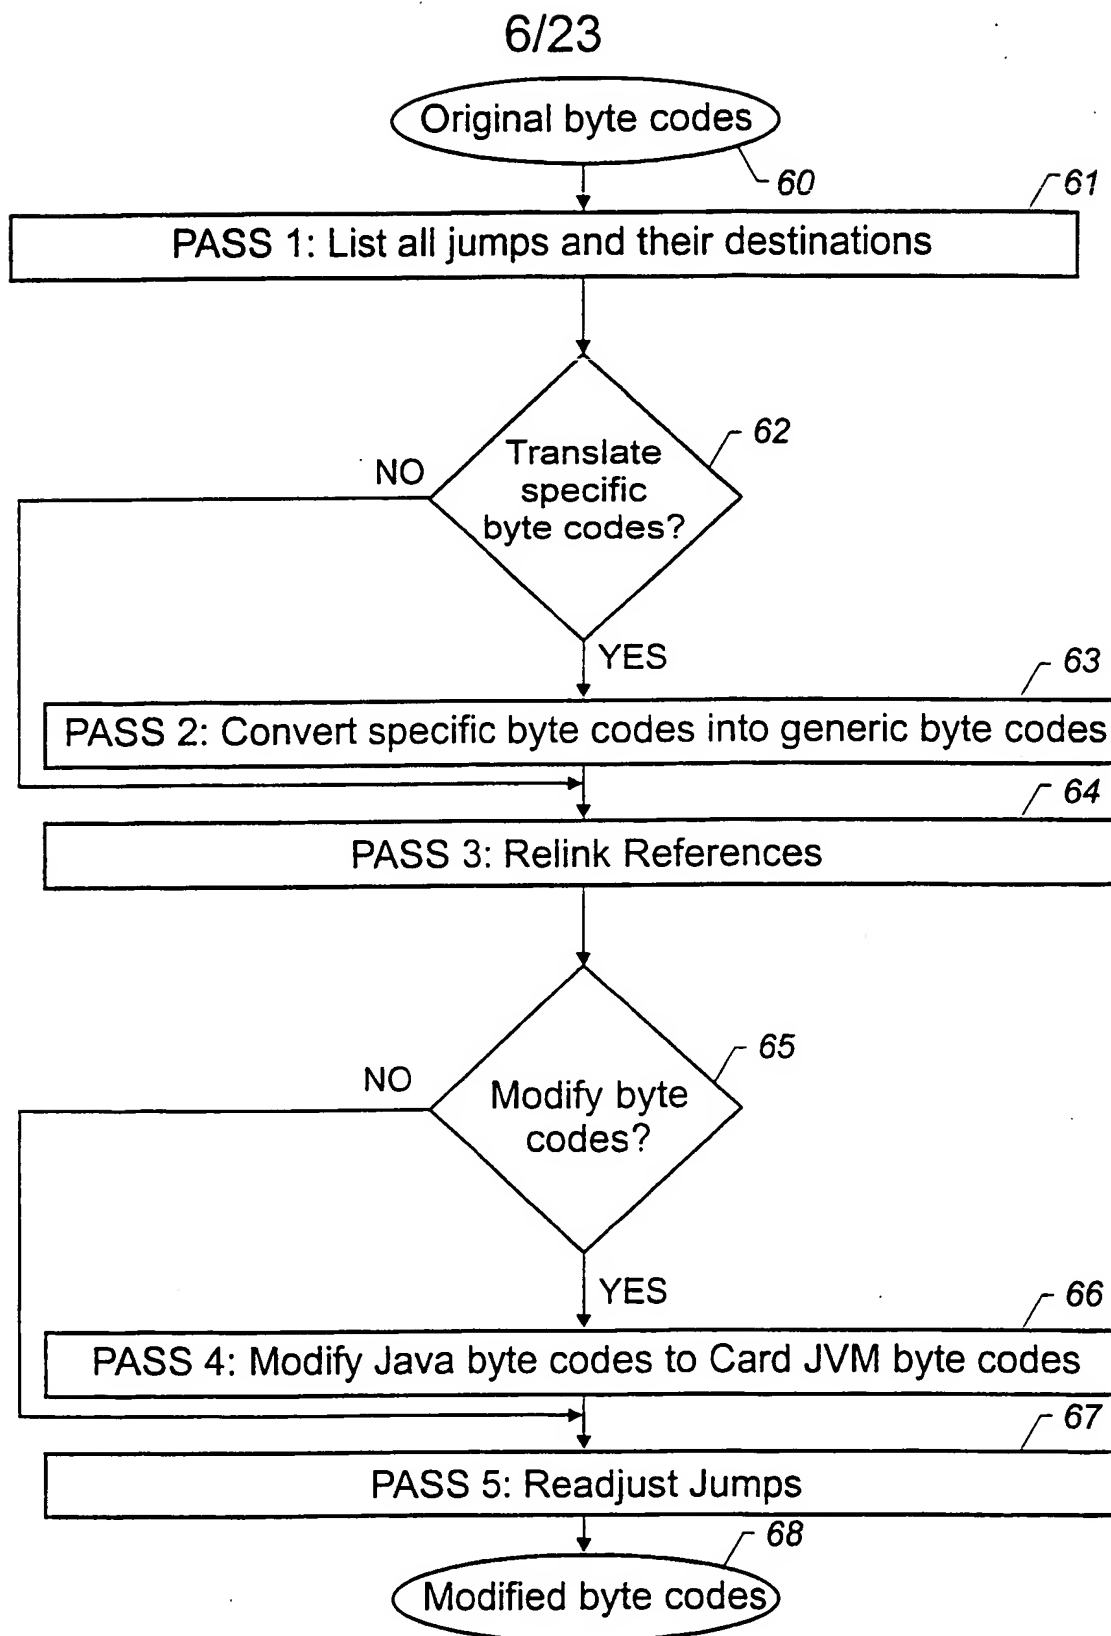 6/23
Original byte codes
60
61
PASS 1: List all jumps and their destinations
62
Translate
specific
byte codes?
NO
YES
63
PASS 2: Convert specific byte codes into generic byte codes
64
PASS 3: Relink References
65
NO
Modify byte
codes?
YES
66
PASS 4: Modify Java byte codes to Card JVM byte codes
67
PASS 5: Readjust Jumps
68
Modified byte codes